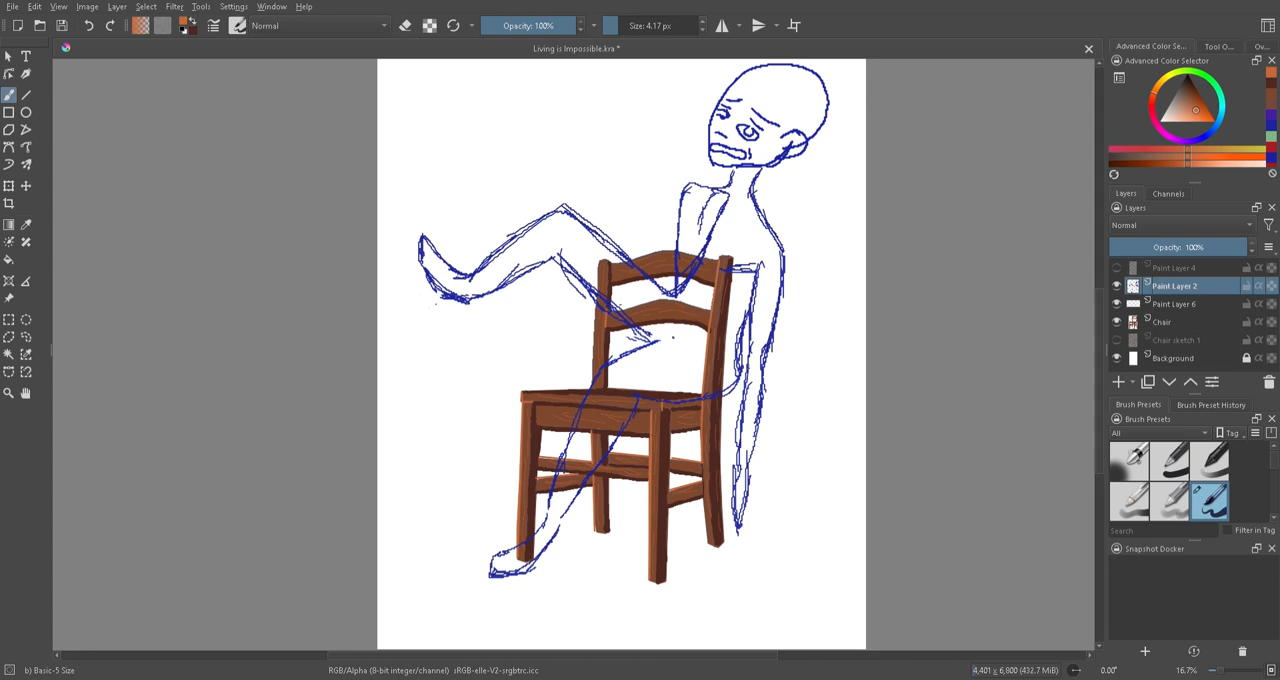 File Edit View Image Layer Select Filter Tools Settings Window Help
Normal Opacity: 100% Size: 4.17 px
Living is Impossible.kra *
Advanced Color Se... Tool O... Ov...
Advanced Color Selector
Layers Channels
Layers
Normal
Opacity: 100%
Paint Layer 4
Paint Layer 2
Paint Layer 6
Chair
Chair sketch 1
Background
Brush Presets Brush Preset History
Brush Presets
All Tag
Search Filter in Tag
Snapshot Docker
b) Basic-5 Size RGB/Alpha (8-bit integer/channel) sRGB-elle-V2-srgbtrc.icc 4,401 x 6,800 (432.7 MiB) 0.00° 16.7%